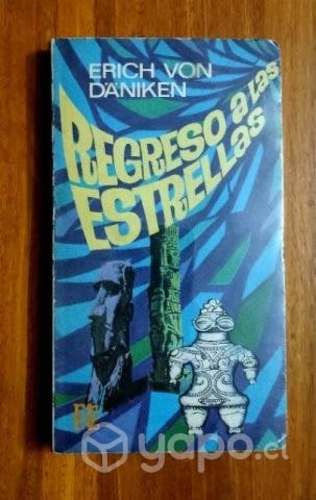 ERICH VON
DÄNIKEN
REGRESO a LAS
ESTRELLAS
yapo.cl